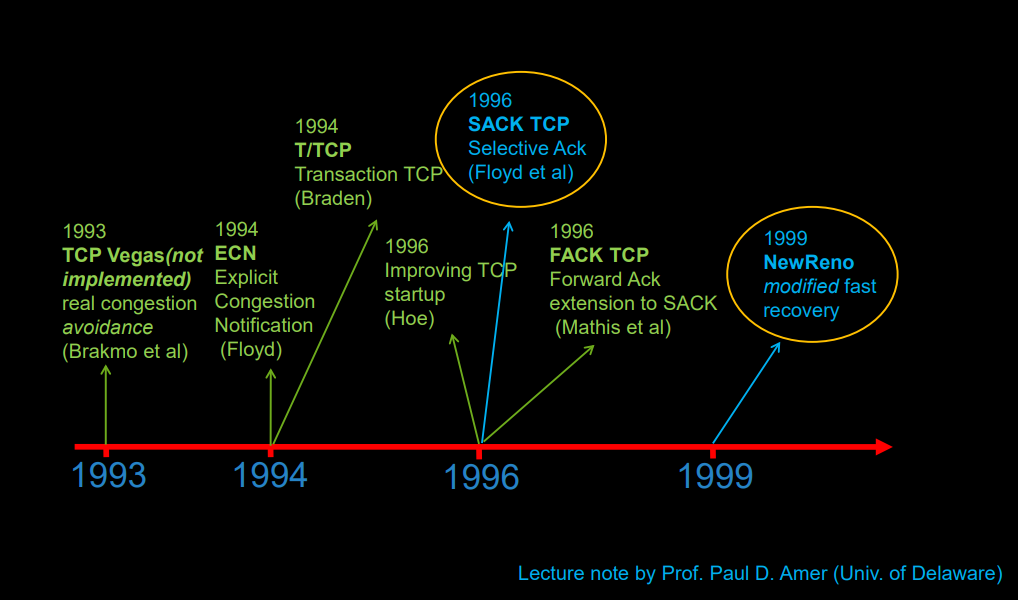 1993
TCP Vegas(not
implemented)
real congestion
avoidance
(Brakmo et al)
1994
ECN
Explicit
Congestion
Notification
(Floyd)
1994
T/TCP
Transaction TCP
(Braden)
1996
Improving TCP
startup
(Hoe)
1996
SACK TCP
Selective Ack
(Floyd et al)
1996
FACK TCP
Forward Ack
extension to SACK
(Mathis et al)
1999
NewReno
modified fast
recovery
1993
1994
1996
1999
Lecture note by Prof. Paul D. Amer (Univ. of Delaware)